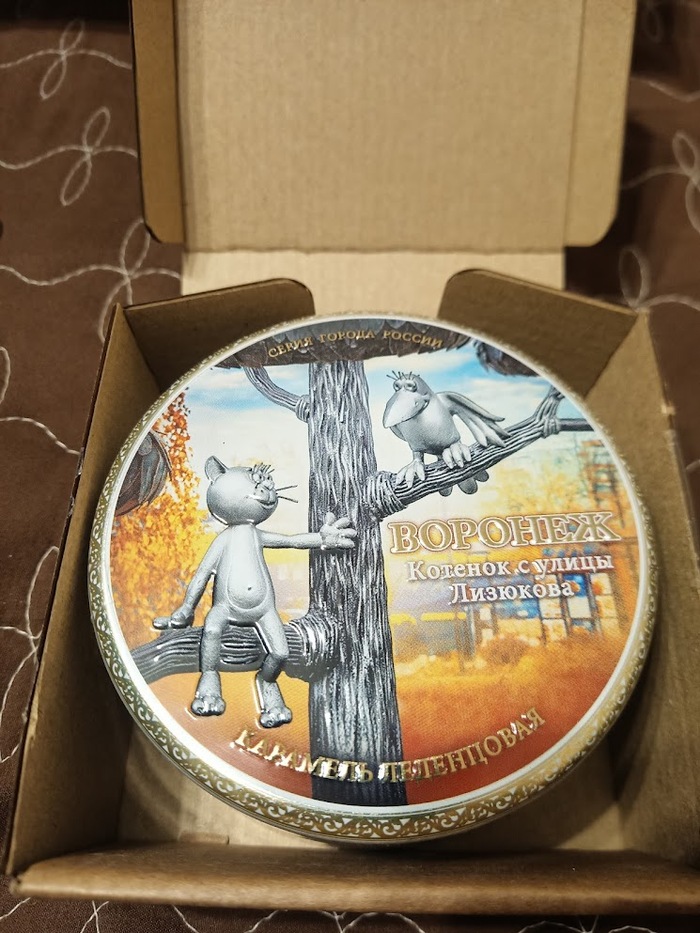 СЕРИЯ ГОРОДА РОССИИ
ВОРОНЕЖ
Котенок с улицы
Лизюкова
КАРАМЕЛЬ ЛЕДЕНЦОВАЯ